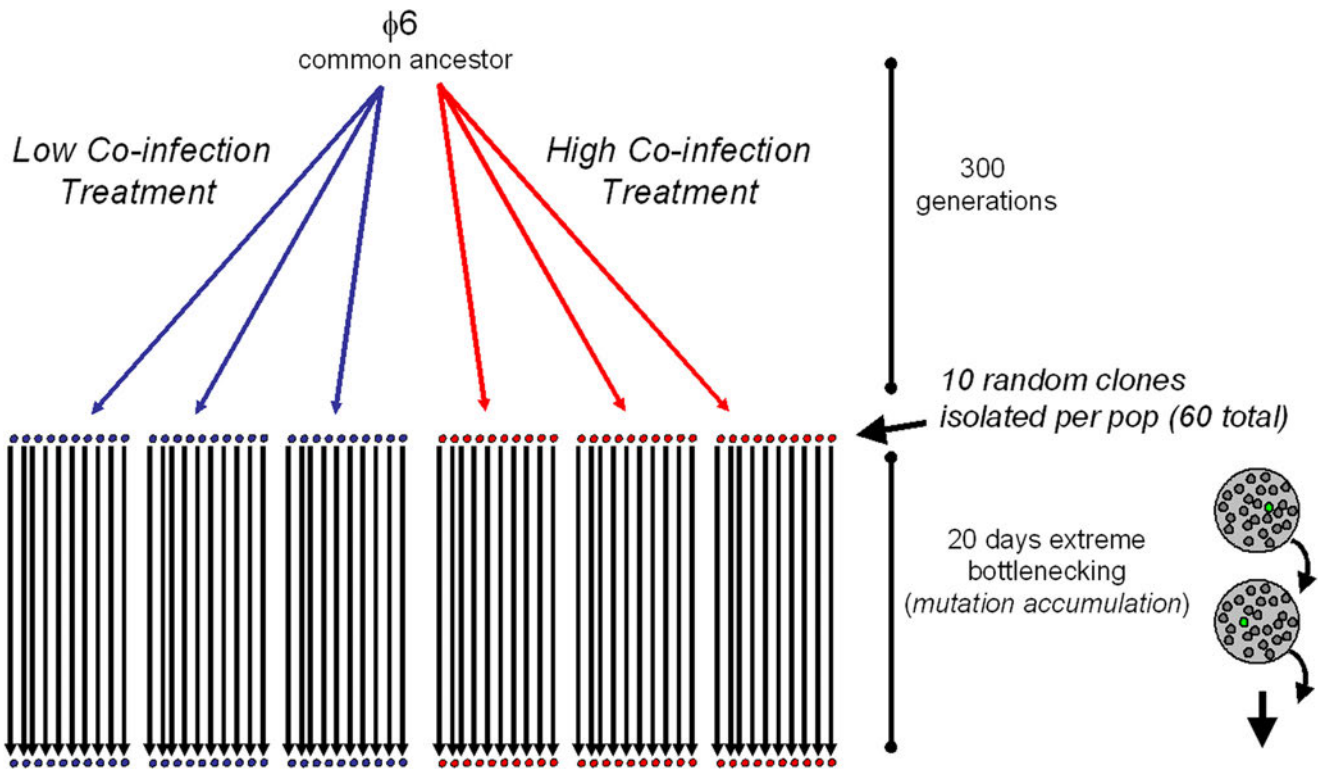 ϕ6
common ancestor
Low Co-infection
Treatment
High Co-infection
Treatment
300
generations
10 random clones
isolated per pop (60 total)
20 days extreme
bottlenecking
(mutation accumulation)